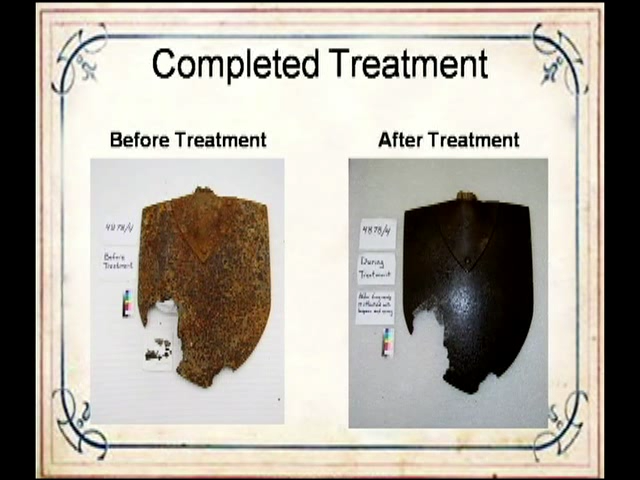 Completed Treatment
Before Treatment
After Treatment
4878/4
Before
Treatment
4878/4
During
Treatment